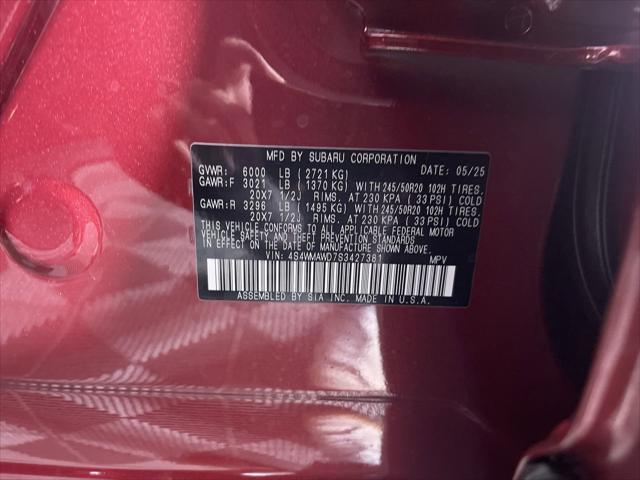 MFD BY SUBARU CORPORATION DATE: 05/25
GVWR: 6000 LB (2721 KG)
GAWR:F 3021 LB (1370 KG) WITH 245/50R20 102H TIRES.
20X7 1/2J RIMS. AT 230 KPA (33 PSI) COLD
GAWR:R 3296 LB (1495 KG) WITH 245/50R20 102H TIRES.
20X7 1/2J RIMS. AT 230 KPA (33 PSI) COLD
THIS VEHICLE CONFORMS TO ALL APPLICABLE FEDERAL MOTOR
VEHICLE SAFETY AND THEFT PREVENTION STANDARDS
IN EFFECT ON THE DATE OF MANUFACTURE SHOWN ABOVE.
VIN: 4S4WMAWD7S3427381 MPV
ASSEMBLED BY SIA INC. MADE IN U.S.A.